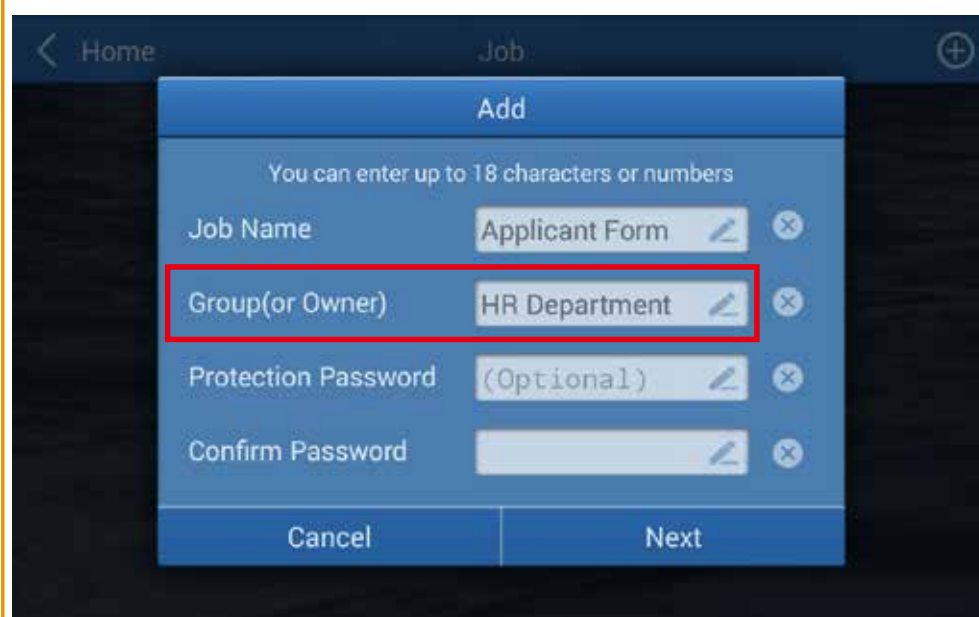 Home
Job
Add
You can enter up to 18 characters or numbers
Job Name Applicant Form
Group(or Owner) HR Department
Protection Password (Optional)
Confirm Password
Cancel
Next